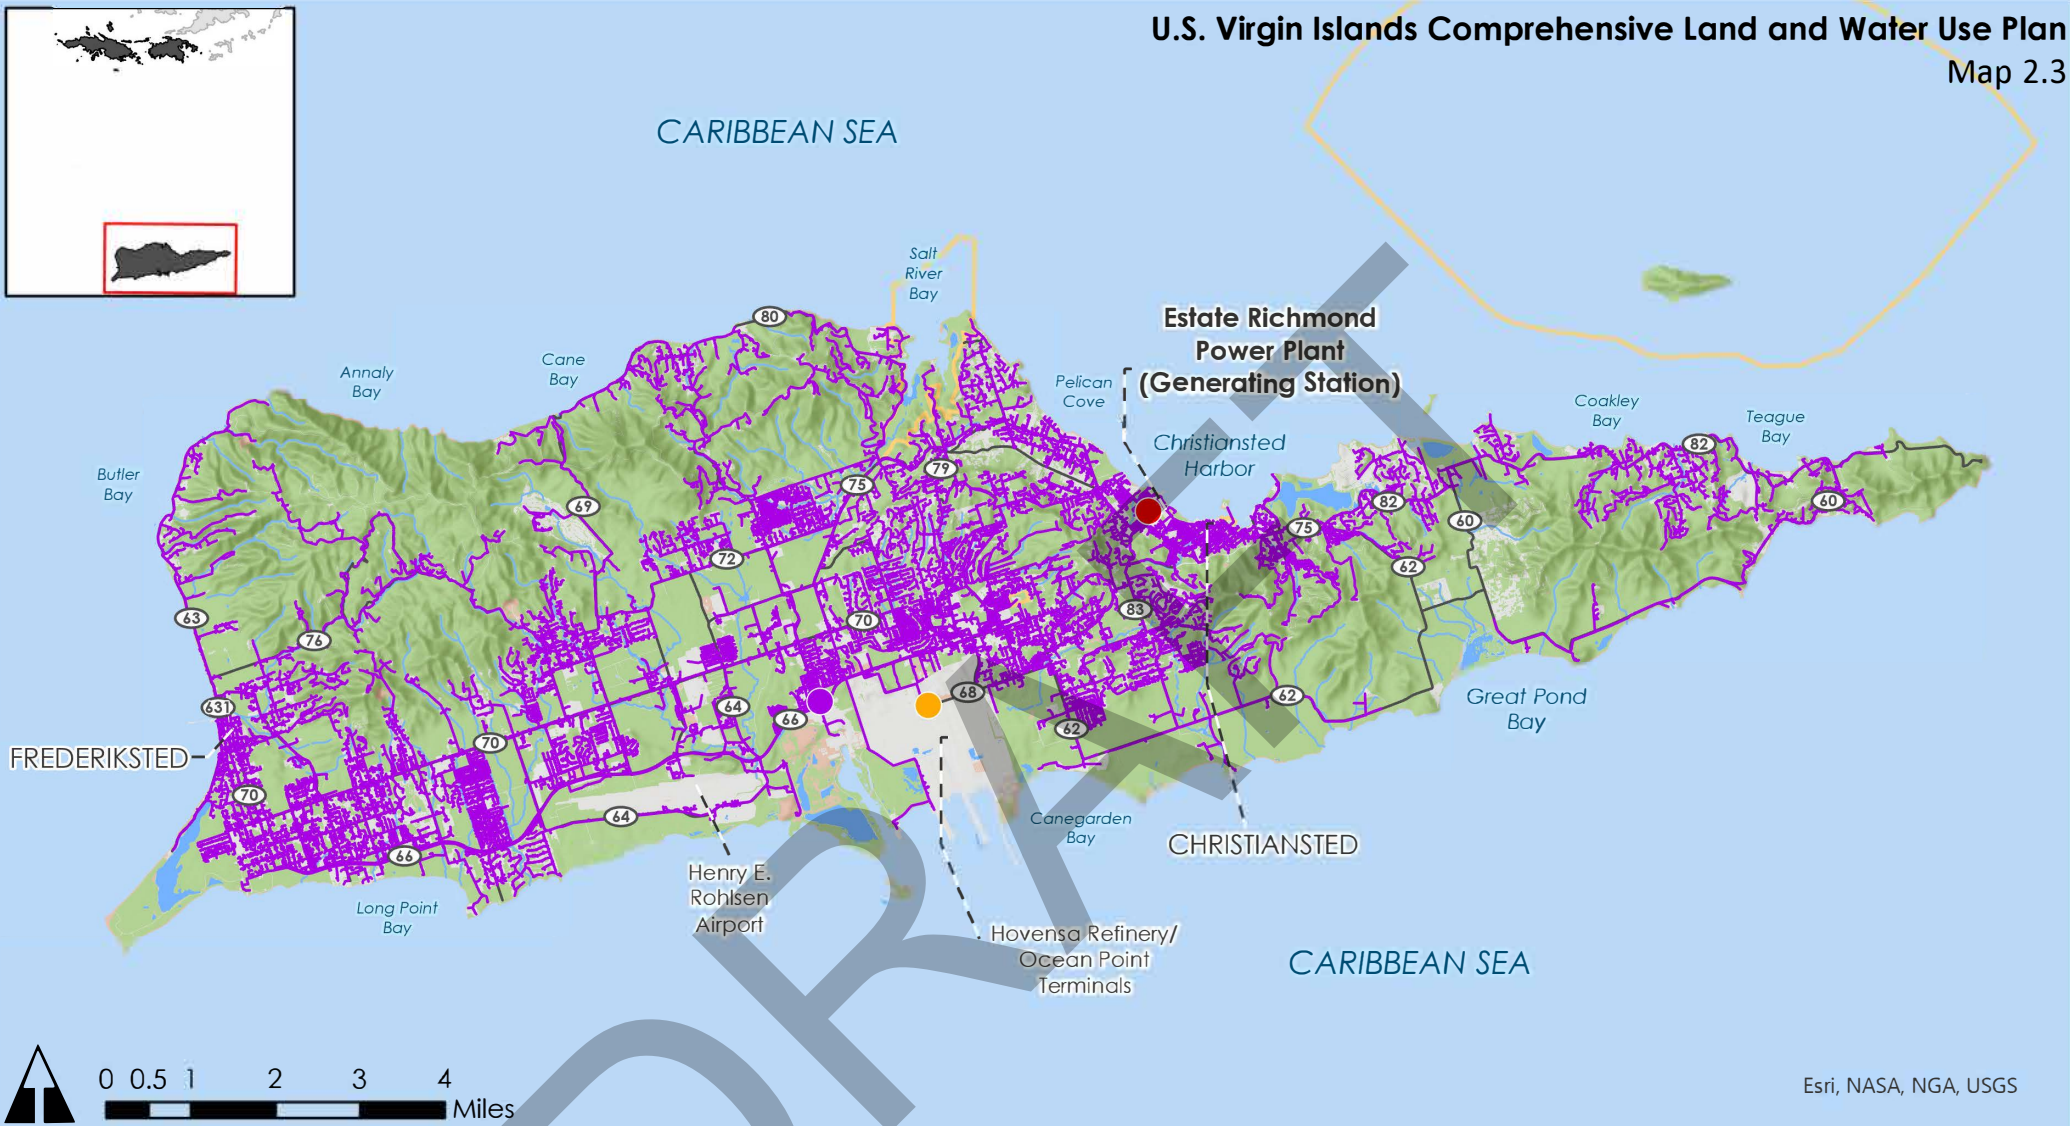 U.S. Virgin Islands Comprehensive Land and Water Use Plan
Map 2.3
CARIBBEAN SEA
Salt
River
Bay
80
Estate Richmond
Power Plant
(Generating Station)
Annaly
Bay
Cane
Bay
Pelican
Cove
Christiansted
Harbor
Coakley
Bay
Teague
Bay
Butler
Bay
82
79
75
69
82
60
60
75
72
62
63
76
70
83
631
64
66
68
62
62
Great Pond
Bay
FREDERIKSTED
70
70
64
66
Canegarden
Bay
CHRISTIANSTED
Henry E.
Rohlsen
Airport
Long Point
Bay
Hovensa Refinery/
Ocean Point
Terminals
CARIBBEAN SEA
DRAFT
0 0.5 1 2 3 4
Miles
Esri, NASA, NGA, USGS